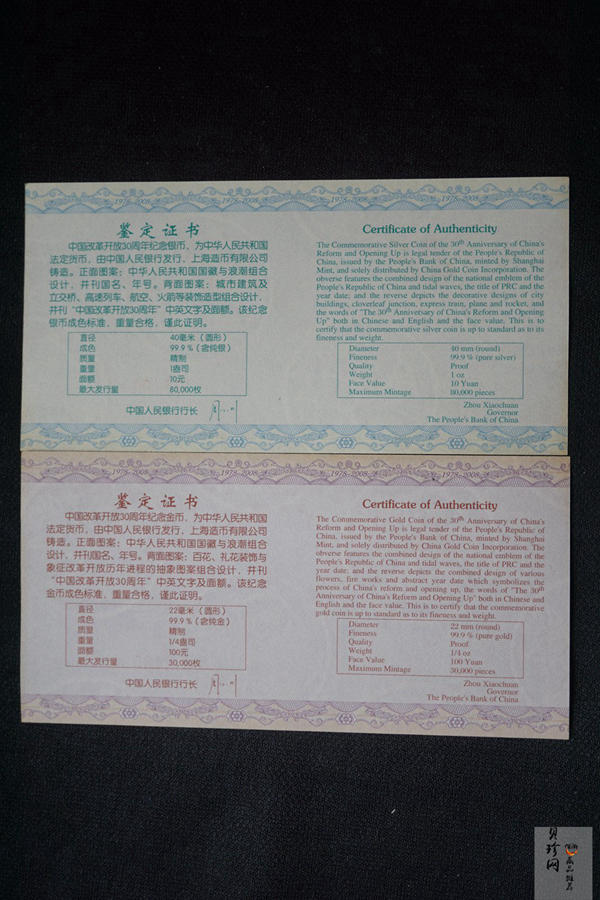 1978-2008 1978-2008 1978-2008 1978-2008
鉴定证书
中国改革开放30周年纪念银币，为中华人民共和国
法定货币，由中国人民银行发行，上海造币有限公司
铸造。正面图案：中华人民共和国国徽与浪潮组合
设计，并刊国名、年号。背面图案：城市建筑及
立交桥、高速列车、航空、火箭等装饰造型组合设计，
并刊“中国改革开放30周年”中英文字及面额。该纪念
银币成色标准，重量合格，谨此证明。
直径 40毫米（圆形）
成色 99.9％（含纯银）
质量 精制
重量 1盎司
面额 10元
最大发行量 80,000枚
中国人民银行行长
Certificate of Authenticity
The Commemorative Silver Coin of the 30th Anniversary of China's
Reform and Opening Up is legal tender of the People's Republic of
China, issued by the People's Bank of China, minted by Shanghai
Mint, and solely distributed by China Gold Coin Incorporation. The
obverse features the combined design of the national emblem of the
People's Republic of China and tidal waves, the title of PRC and the
year date; and the reverse depicts the decorative designs of city
buildings, cloverleaf junction, express train, plane and rocket, and
the words of "The 30th Anniversary of China's Reform and Opening
Up" both in Chinese and English and the face value. This is to
certify that the commemorative silver coin is up to standard as to its
fineness and weight.
Diameter 40 mm (round)
Fineness 99.9 % (pure silver)
Quality Proof
Weight 1 oz
Face Value 10 Yuan
Maximum Mintage 80,000 pieces
Zhou Xiaochuan
Governor
The People's Bank of China
1978-2008 1978-2008 1978-2008 1978-2008
鉴定证书
中国改革开放30周年纪念金币，为中华人民共和国
法定货币，由中国人民银行发行，上海造币有限公司
铸造。正面图案：中华人民共和国国徽与浪潮组合
设计，并刊国名、年号。背面图案：百花、礼花装饰与
象征改革开放历年进程的抽象图案组合设计，并刊
“中国改革开放30周年”中英文字及面额。该纪念
金币成色标准，重量合格，谨此证明。
直径 22毫米（圆形）
成色 99.9％（含纯金）
质量 精制
重量 1/4盎司
面额 100元
最大发行量 30,000枚
中国人民银行行长
Certificate of Authenticity
The Commemorative Gold Coin of the 30th Anniversary of China's
Reform and Opening Up is legal tender of the People's Republic of
China, issued by the People's Bank of China, minted by Shanghai
Mint, and solely distributed by China Gold Coin Incorporation. The
obverse features the combined design of the national emblem of the
People's Republic of China and tidal waves, the title of PRC and the
year date; and the reverse depicts the combined design of various
flowers, fire works and abstract year date which symbolizes the
process of China's reform and opening up, the words of "The 30th
Anniversary of China's Reform and Opening Up" both in Chinese and
English and the face value. This is to certify that the commemorative
gold coin is up to standard as to its fineness and weight.
Diameter 22 mm (round)
Fineness 99.9 % (pure gold)
Quality Proof
Weight 1/4 oz
Face Value 100 Yuan
Maximum Mintage 30,000 pieces
Zhou Xiaochuan
Governor
The People's Bank of China
贝珍网